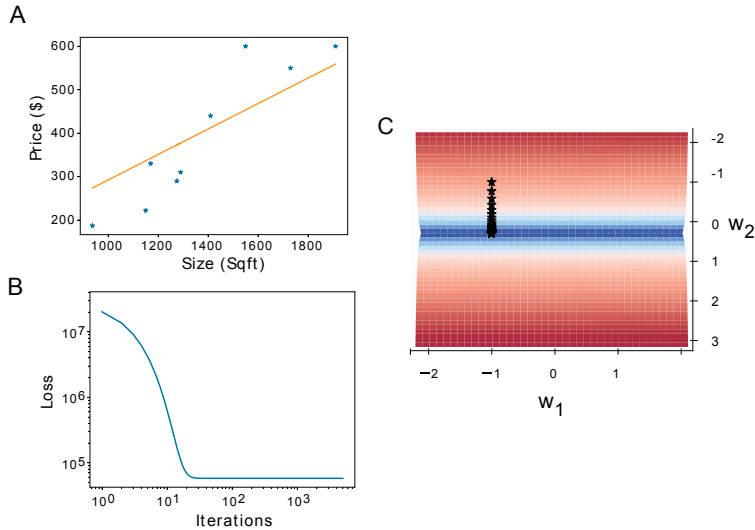 A
600
500
400
300
200
Price ($)
1000 1200 1400 1600 1800
Size (Sqft)
B
10^7
10^6
10^5
Loss
10^0 10^1 10^2 10^3
Iterations
C
-2
-1
0
1
2
3
w_2
−2 −1 0 1
w_1